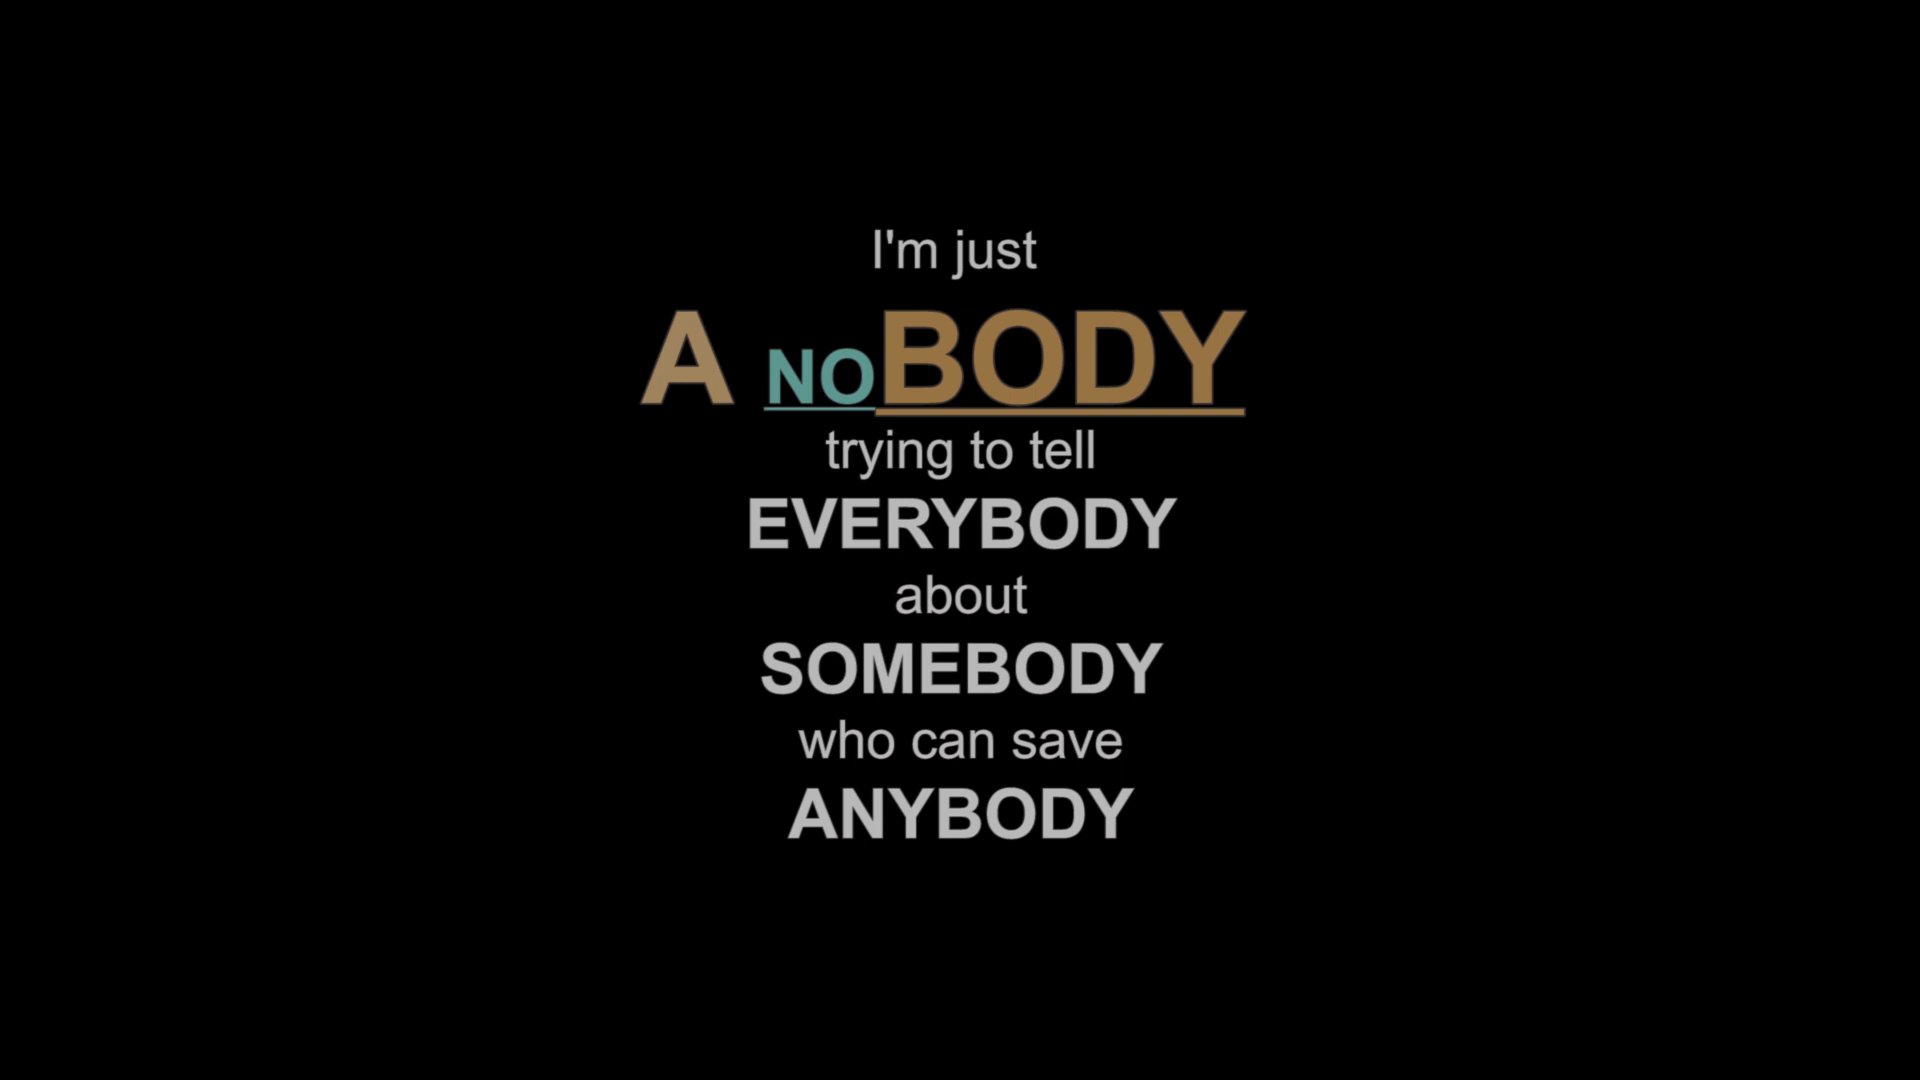 I'm just
A NOBODY
trying to tell
EVERYBODY
about
SOMEBODY
who can save
ANYBODY